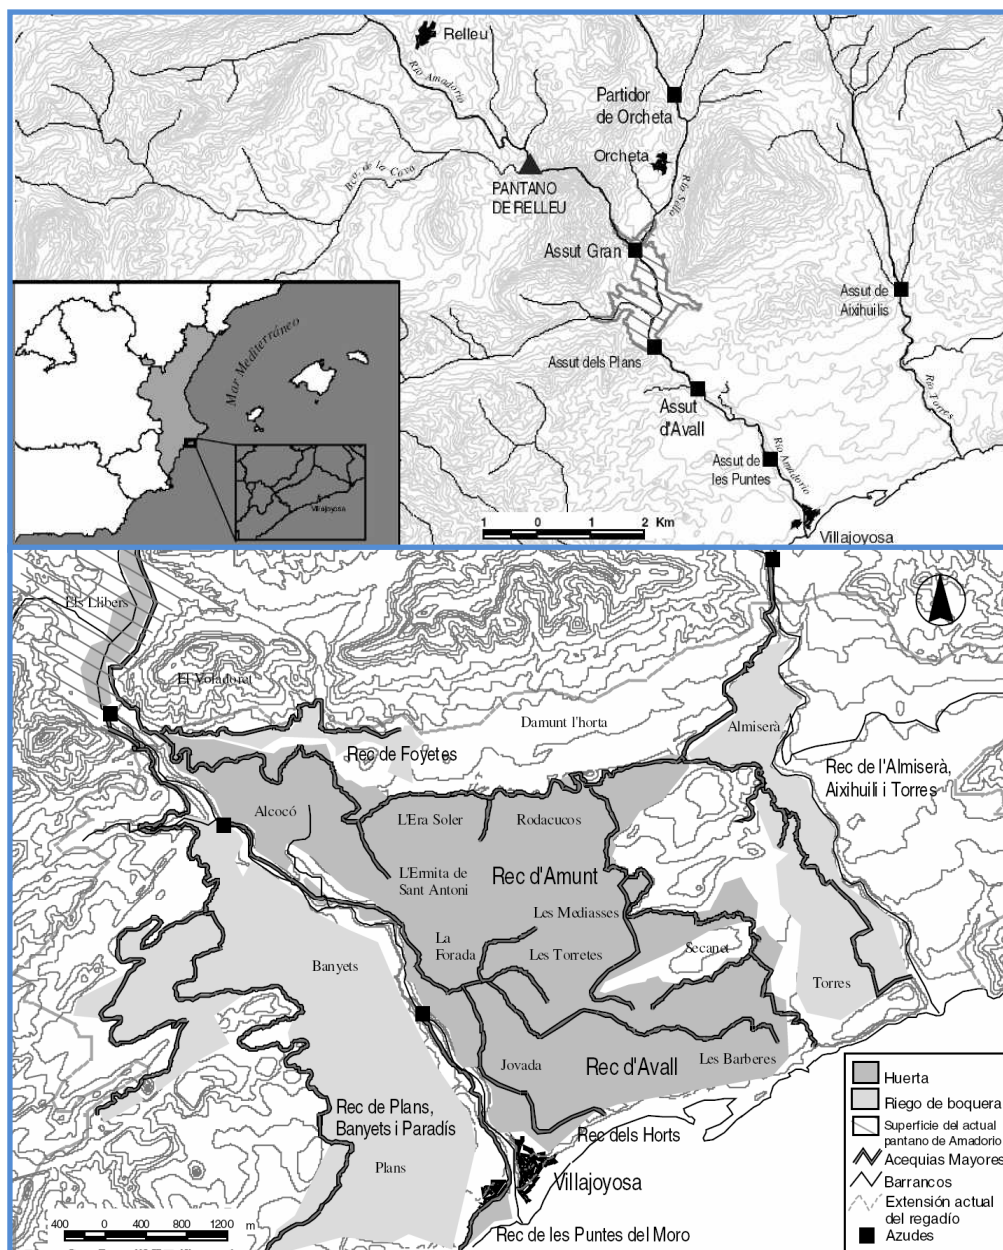 Relleu
Río Amadorio
Partidor
de Orcheta
Orcheta
Bco. de la Cova
PANTANO
DE RELLEU
Río Sella
Assut Gran
Assut de
Aixihuilis
Mar Mediterráneo
Assut dels Plans
Assut
d'Avall
Río Torres
Assut de
les Puntes
Río Amadorio
Villajoyosa
1 0 1 2 Km
Villajoyosa
Els Llibers
El Voladoret
Damunt l'horta
Almiserà
Rec de Foyetes
Rec de l'Almiserà,
Aixihuili i Torres
Alcocó
L'Era Soler
Rodacucos
L'Ermita de
Sant Antoni
Rec d'Amunt
Les Mediasses
La
Forada
Les Torretes
Secanet
Banyets
Torres
Jovada
Rec d'Avall
Les Barberes
Rec de Plans,
Banyets i Paradís
Plans
Rec dels Horts
Villajoyosa
Rec de les Puntes del Moro
400 0 400 800 1200 m
Huerta
Riego de boquera
Superficie del actual
pantano de Amadorio
Acequias Mayores
Barrancos
Extensión actual
del regadío
Azudes